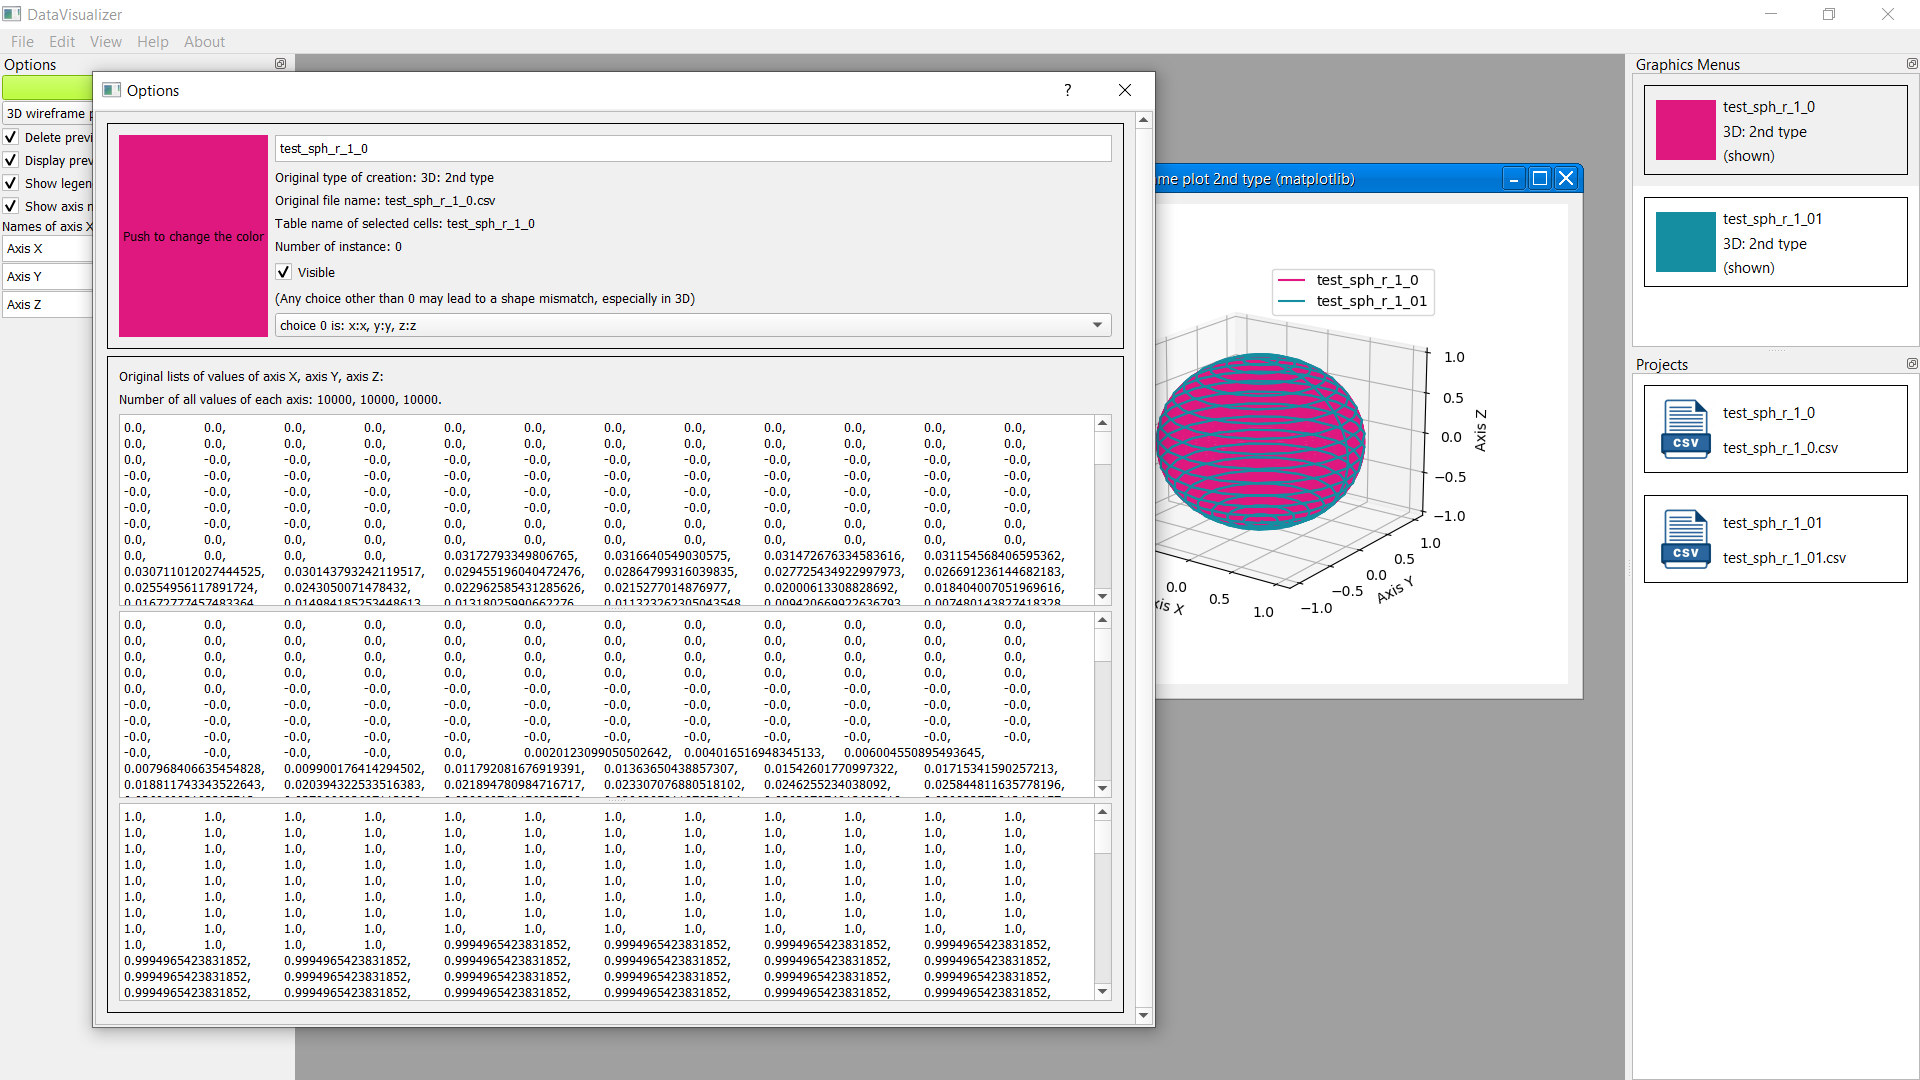 DataVisualizer
File Edit View Help About
Options
3D wireframe
Delete
Display
Show
Show axis
Names of axis X
Axis X
Axis Y
Axis Z
Options
?
Push to change the color
test_sph_r_1_0
Original type of creation: 3D: 2nd type
Original file name: test_sph_r_1_0.csv
Table name of selected cells: test_sph_r_1_0
Number of instance: 0
Visible
(Any choice other than 0 may lead to a shape mismatch, especially in 3D)
choice 0 is: x:x, y:y, z:z
Original lists of values of axis X, axis Y, axis Z:
Number of all values of each axis: 10000, 10000, 10000.
0.0, 0.0, 0.0, 0.0, 0.0, 0.0, 0.0, 0.0, 0.0, 0.0, 0.0, 0.0,
0.0, 0.0, 0.0, 0.0, 0.0, 0.0, 0.0, 0.0, 0.0, 0.0, 0.0, 0.0,
0.0, -0.0, -0.0, -0.0, -0.0, -0.0, -0.0, -0.0, -0.0, -0.0, -0.0, -0.0,
-0.0, -0.0, -0.0, -0.0, -0.0, -0.0, -0.0, -0.0, -0.0, -0.0, -0.0, -0.0,
-0.0, -0.0, -0.0, -0.0, -0.0, -0.0, -0.0, -0.0, -0.0, -0.0, -0.0, -0.0,
-0.0, -0.0, -0.0, -0.0, -0.0, -0.0, -0.0, -0.0, -0.0, -0.0, -0.0, -0.0,
-0.0, -0.0, 0.0, 0.0, 0.0, 0.0, 0.0, 0.0, 0.0, 0.0, 0.0, 0.0,
0.0, 0.0, 0.0, 0.0, 0.0, 0.0, 0.0, 0.0, 0.0, 0.0, 0.0, 0.0,
0.0, 0.0, 0.0, 0.0, 0.03172793349806765, 0.0316640549030575, 0.031472676334583616, 0.031154568406595362,
0.030711012027444525, 0.030143793242119517, 0.029455196040472476, 0.02864799316039835, 0.027725434922997973, 0.026691236144682183,
0.02554956117891724, 0.0243050071478432, 0.022962585431285626, 0.0215277014876977, 0.02000613308828692, 0.018404007051969616,
0.01672777457483364, 0.014984185253448613, 0.01318025990662276, 0.011323262305043548, 0.009420669922636793, 0.007480143827418328,
0.0, 0.0, 0.0, 0.0, 0.0, 0.0, 0.0, 0.0, 0.0, 0.0, 0.0, 0.0,
0.0, 0.0, 0.0, 0.0, 0.0, 0.0, 0.0, 0.0, 0.0, 0.0, 0.0, 0.0,
0.0, 0.0, 0.0, 0.0, 0.0, 0.0, 0.0, 0.0, 0.0, 0.0, 0.0, 0.0,
0.0, 0.0, 0.0, 0.0, 0.0, 0.0, 0.0, 0.0, 0.0, 0.0, 0.0, 0.0,
0.0, 0.0, -0.0, -0.0, -0.0, -0.0, -0.0, -0.0, -0.0, -0.0, -0.0, -0.0,
-0.0, -0.0, -0.0, -0.0, -0.0, -0.0, -0.0, -0.0, -0.0, -0.0, -0.0, -0.0,
-0.0, -0.0, -0.0, -0.0, -0.0, -0.0, -0.0, -0.0, -0.0, -0.0, -0.0, -0.0,
-0.0, -0.0, -0.0, -0.0, -0.0, -0.0, -0.0, -0.0, -0.0, -0.0, -0.0, -0.0,
-0.0, -0.0, -0.0, -0.0, 0.0, 0.0020123099050502642, 0.004016516948345133, 0.006004550895493645,
0.007968406635454828, 0.009900176414294502, 0.011792081676919391, 0.01363650438857307, 0.01542601770997322, 0.01715341590257213,
0.018811743343522643, 0.020394322533516383, 0.021894780984716717, 0.023307076880518102, 0.0246255234038092, 0.025844811635778196,
1.0, 1.0, 1.0, 1.0, 1.0, 1.0, 1.0, 1.0, 1.0, 1.0, 1.0, 1.0,
1.0, 1.0, 1.0, 1.0, 1.0, 1.0, 1.0, 1.0, 1.0, 1.0, 1.0, 1.0,
1.0, 1.0, 1.0, 1.0, 1.0, 1.0, 1.0, 1.0, 1.0, 1.0, 1.0, 1.0,
1.0, 1.0, 1.0, 1.0, 1.0, 1.0, 1.0, 1.0, 1.0, 1.0, 1.0, 1.0,
1.0, 1.0, 1.0, 1.0, 1.0, 1.0, 1.0, 1.0, 1.0, 1.0, 1.0, 1.0,
1.0, 1.0, 1.0, 1.0, 1.0, 1.0, 1.0, 1.0, 1.0, 1.0, 1.0, 1.0,
1.0, 1.0, 1.0, 1.0, 1.0, 1.0, 1.0, 1.0, 1.0, 1.0, 1.0, 1.0,
1.0, 1.0, 1.0, 1.0, 1.0, 1.0, 1.0, 1.0, 1.0, 1.0, 1.0, 1.0,
1.0, 1.0, 1.0, 1.0, 0.9994965423831852, 0.9994965423831852, 0.9994965423831852, 0.9994965423831852,
0.9994965423831852, 0.9994965423831852, 0.9994965423831852, 0.9994965423831852, 0.9994965423831852, 0.9994965423831852,
0.9994965423831852, 0.9994965423831852, 0.9994965423831852, 0.9994965423831852, 0.9994965423831852, 0.9994965423831852,
0.9994965423831852, 0.9994965423831852, 0.9994965423831852, 0.9994965423831852, 0.9994965423831852, 0.9994965423831852,
plot 2nd type (matplotlib)
test_sph_r_1_0
test_sph_r_1_01
1.0
0.5
0.0
−0.5
−1.0
Axis Z
1.0
0.5
0.0
−0.5
−1.0
Axis Y
0.0
0.5
1.0
X
Graphics Menus
test_sph_r_1_0
3D: 2nd type
(shown)
test_sph_r_1_01
3D: 2nd type
(shown)
Projects
CSV
test_sph_r_1_0
test_sph_r_1_0.csv
CSV
test_sph_r_1_01
test_sph_r_1_01.csv